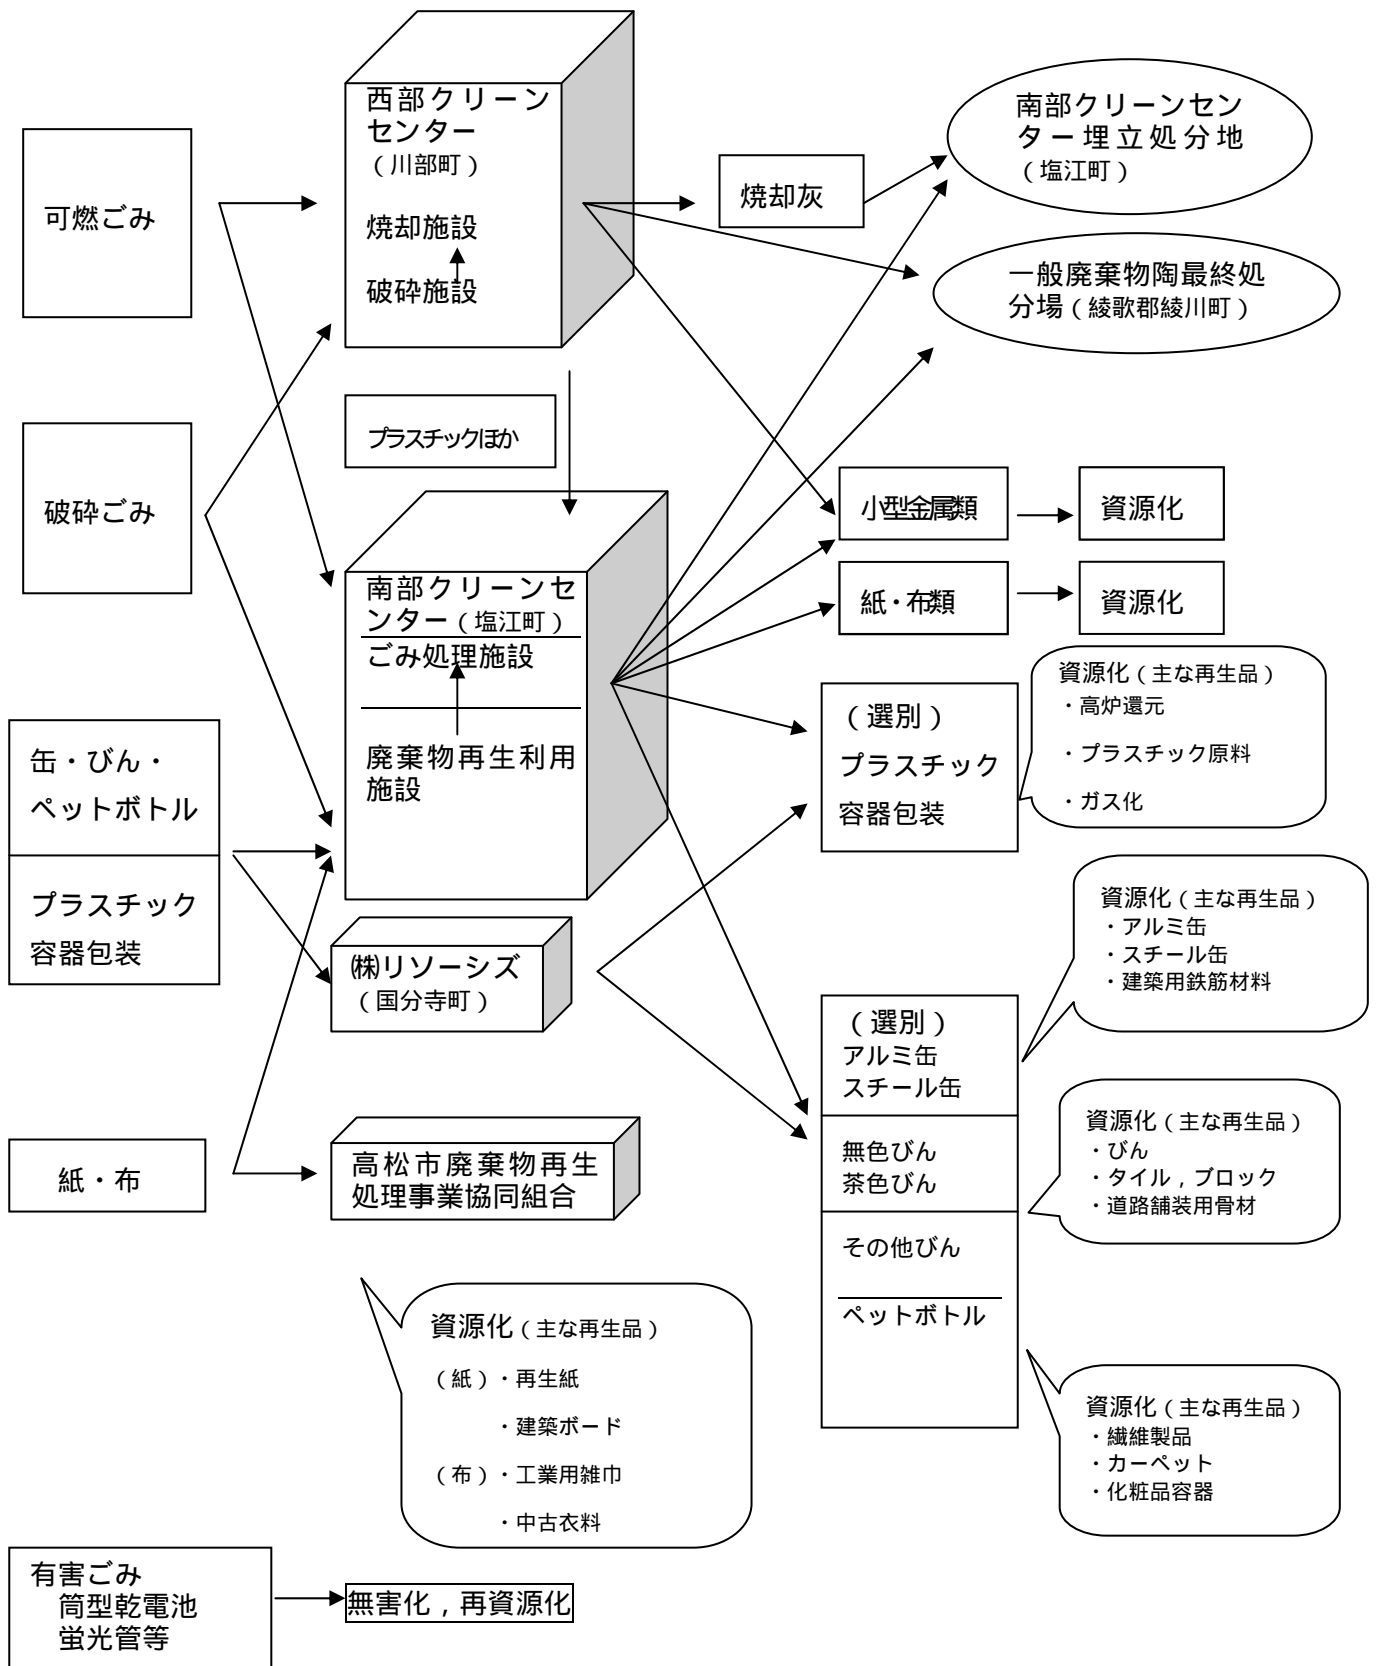 可燃ごみ
破砕ごみ
缶・びん・
ペットボトル
プラスチック
容器包装
紙・布
有害ごみ
筒型乾電池
蛍光管等
西部クリーン
センター
（川部町）
焼却施設
破砕施設
プラスチックほか
南部クリーンセ
ンター（塩江町）
ごみ処理施設
廃棄物再生利用
施設
㈱リソーシズ
（国分寺町）
高松市廃棄物再生
処理事業協同組合
資源化（主な再生品）
（紙）・再生紙
・建築ボード
（布）・工業用雑巾
・中古衣料
無害化，再資源化
焼却灰
南部クリーンセン
ター埋立処分地
（塩江町）
一般廃棄物陶最終処
分場（綾歌郡綾川町）
小型金属類
資源化
紙・布類
資源化
（選別）
プラスチック
容器包装
資源化（主な再生品）
・高炉還元
・プラスチック原料
・ガス化
（選別）
アルミ缶
スチール缶
無色びん
茶色びん
その他びん
ペットボトル
資源化（主な再生品）
・アルミ缶
・スチール缶
・建築用鉄筋材料
資源化（主な再生品）
・びん
・タイル，ブロック
・道路舗装用骨材
資源化（主な再生品）
・繊維製品
・カーペット
・化粧品容器